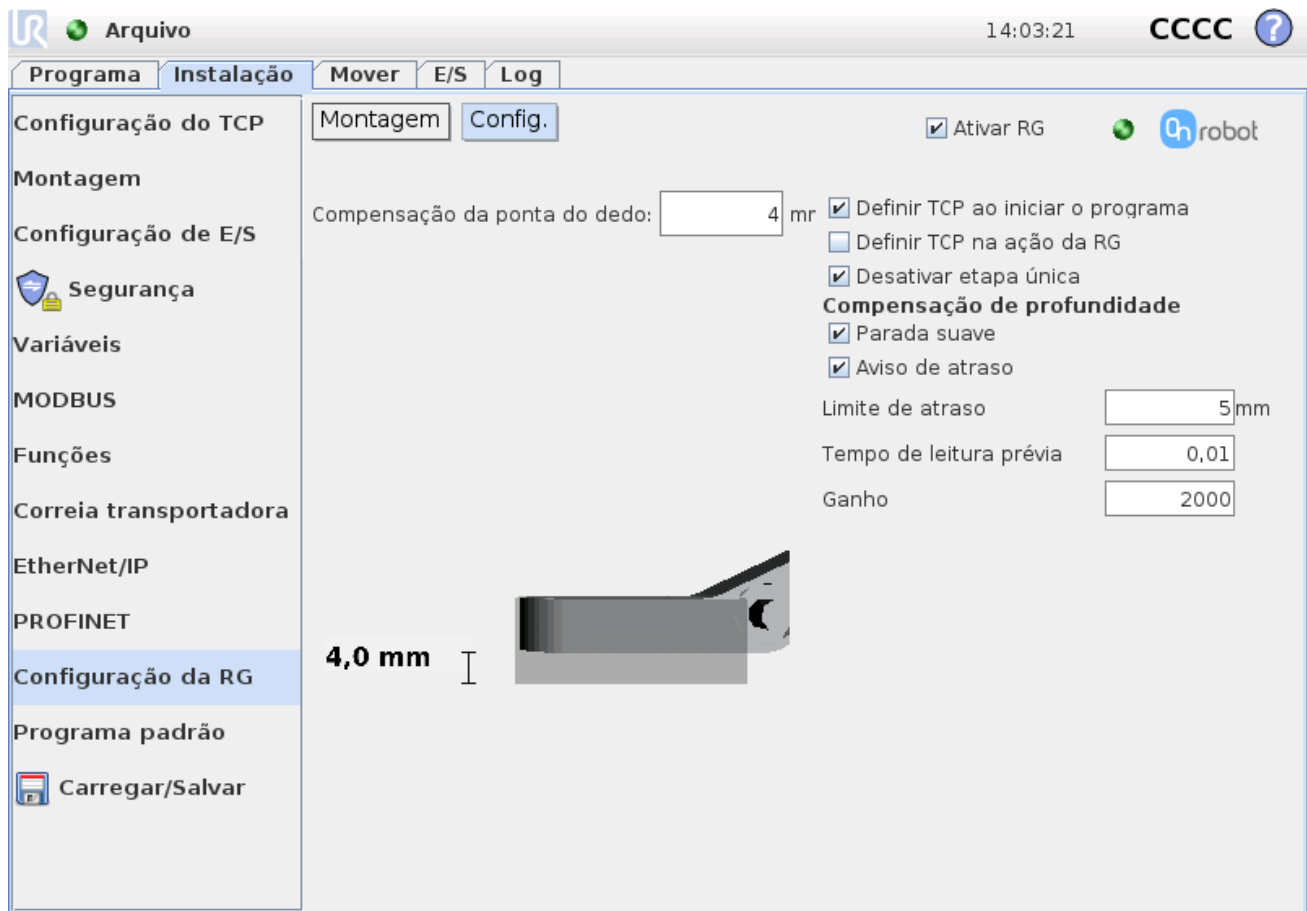 UR Arquivo 14:03:21 CCCC ?
Programa Instalação Mover E/S Log
Configuração do TCP
Montagem
Configuração de E/S
Segurança
Variáveis
MODBUS
Funções
Correia transportadora
EtherNet/IP
PROFINET
Configuração da RG
Programa padrão
Carregar/Salvar
Montagem Config.
Ativar RG
On robot
Compensação da ponta do dedo: 4 mm
Definir TCP ao iniciar o programa
Definir TCP na ação da RG
Desativar etapa única
Compensação de profundidade
Parada suave
Aviso de atraso
Limite de atraso 5 mm
Tempo de leitura prévia 0,01
Ganho 2000
4,0 mm